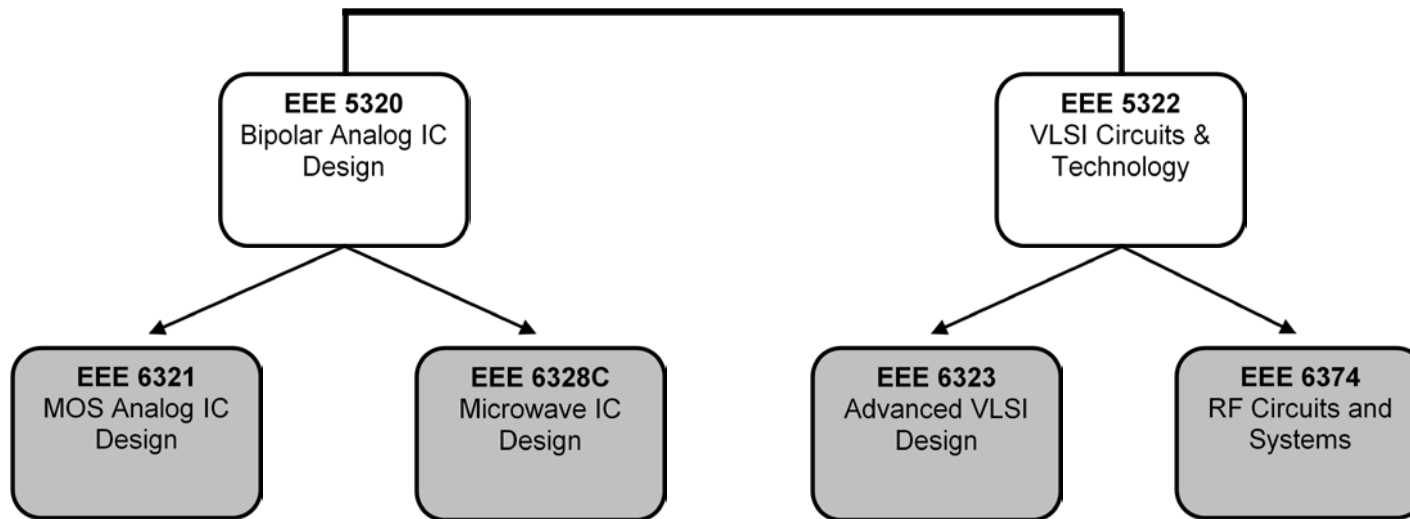 EEE 5320
Bipolar Analog IC
Design
EEE 5322
VLSI Circuits &
Technology
EEE 6321
MOS Analog IC
Design
EEE 6328C
Microwave IC
Design
EEE 6323
Advanced VLSI
Design
EEE 6374
RF Circuits and
Systems